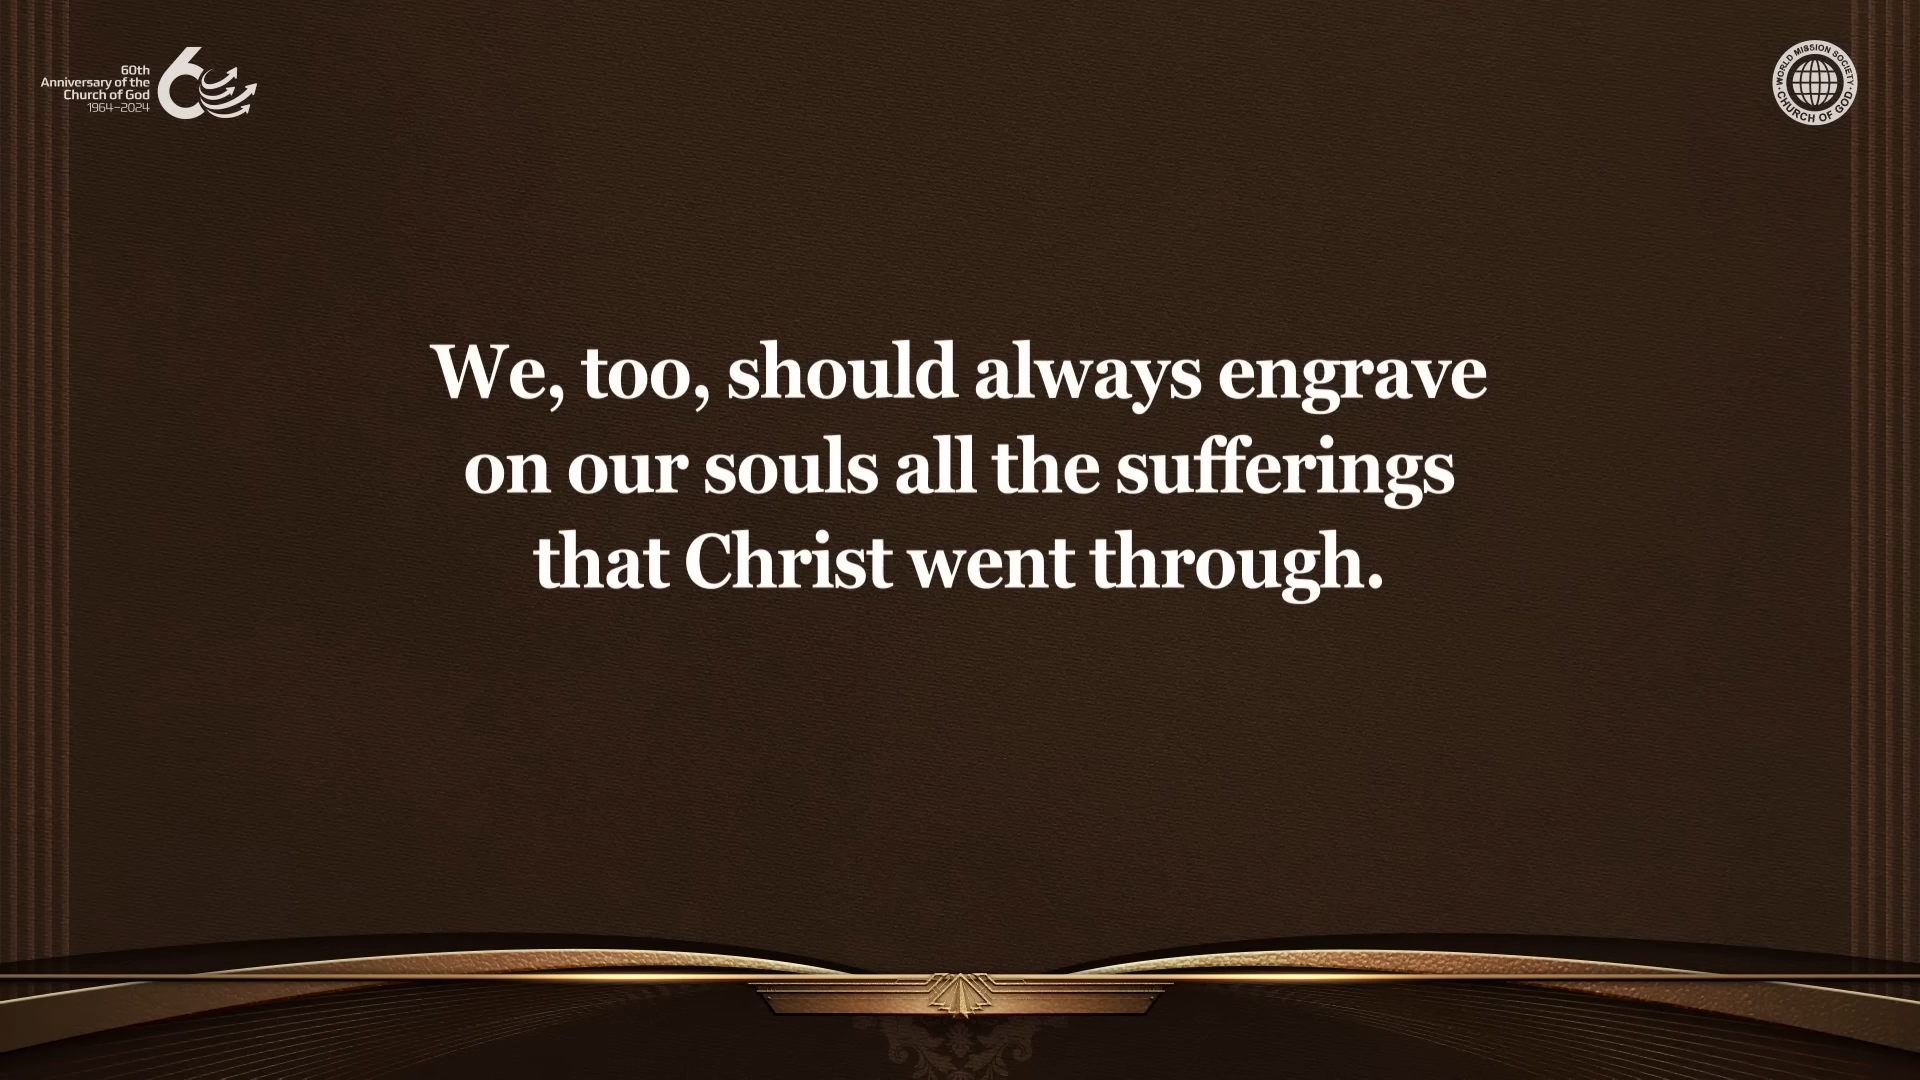 60th
Anniversary of the
Church of God
1964–2024
WORLD MISSION SOCIETY
CHURCH OF GOD
We, too, should always engrave
on our souls all the sufferings
that Christ went through.